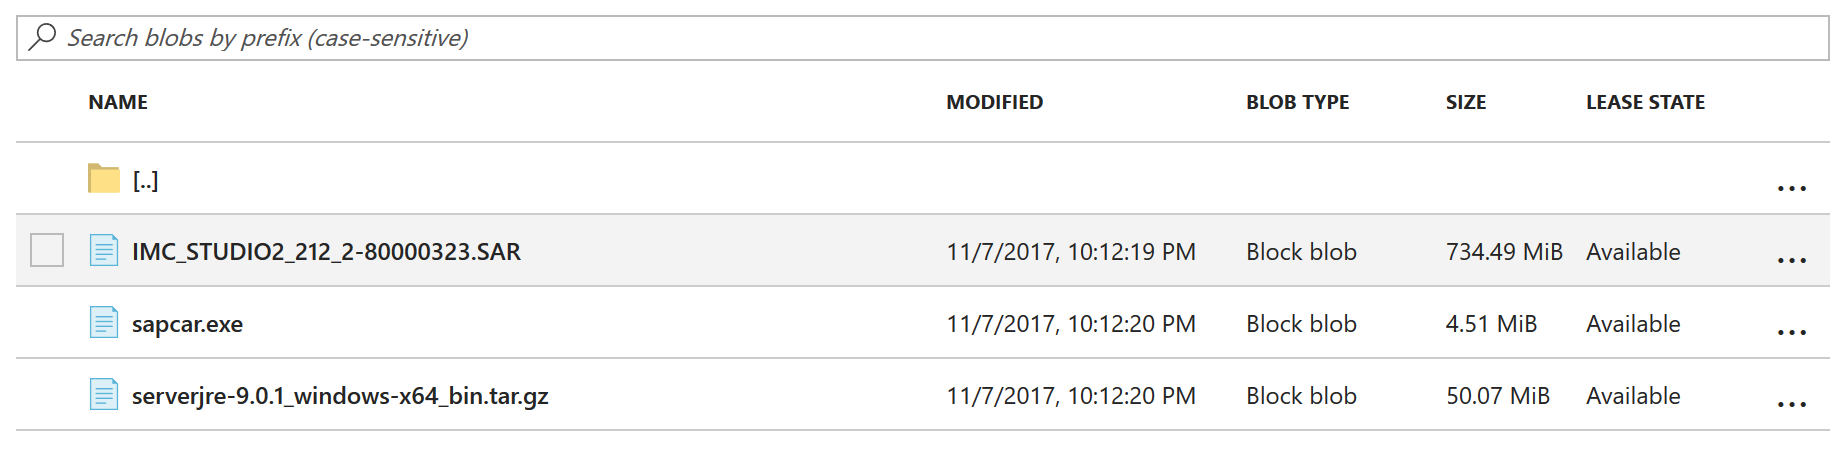 Search blobs by prefix (case-sensitive)
NAME MODIFIED BLOB TYPE SIZE LEASE STATE
[..] ...
IMC_STUDIO2_212_2-80000323.SAR 11/7/2017, 10:12:19 PM Block blob 734.49 MiB Available ...
sapcar.exe 11/7/2017, 10:12:20 PM Block blob 4.51 MiB Available ...
serverjre-9.0.1_windows-x64_bin.tar.gz 11/7/2017, 10:12:20 PM Block blob 50.07 MiB Available ...